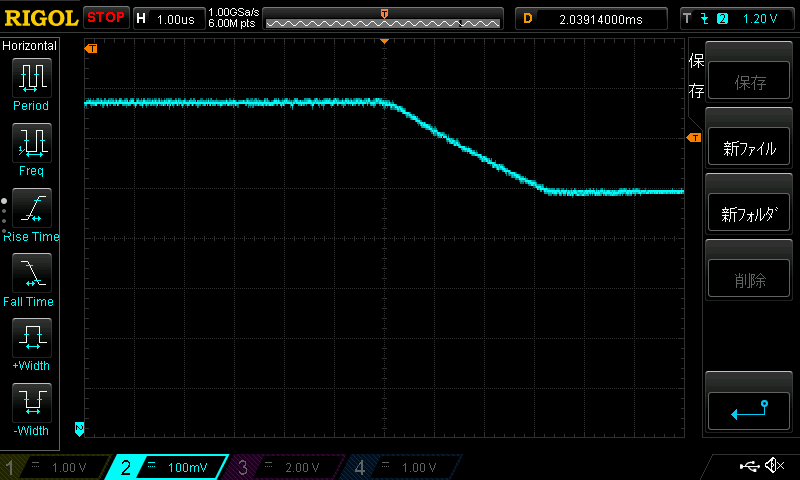 RIGOL STOP H 1.00us 1.00GSa/s D 2.03914000ms T 2 1.20 V
6.00M pts
T
Horizontal
Period
Freq
Rise Time
Fall Time
+Width
-Width
T
T
2
保存
保存
新ファイル
新フォルダ
削除
1 1.00 V 2 100mV 3 2.00 V 4 1.00 V